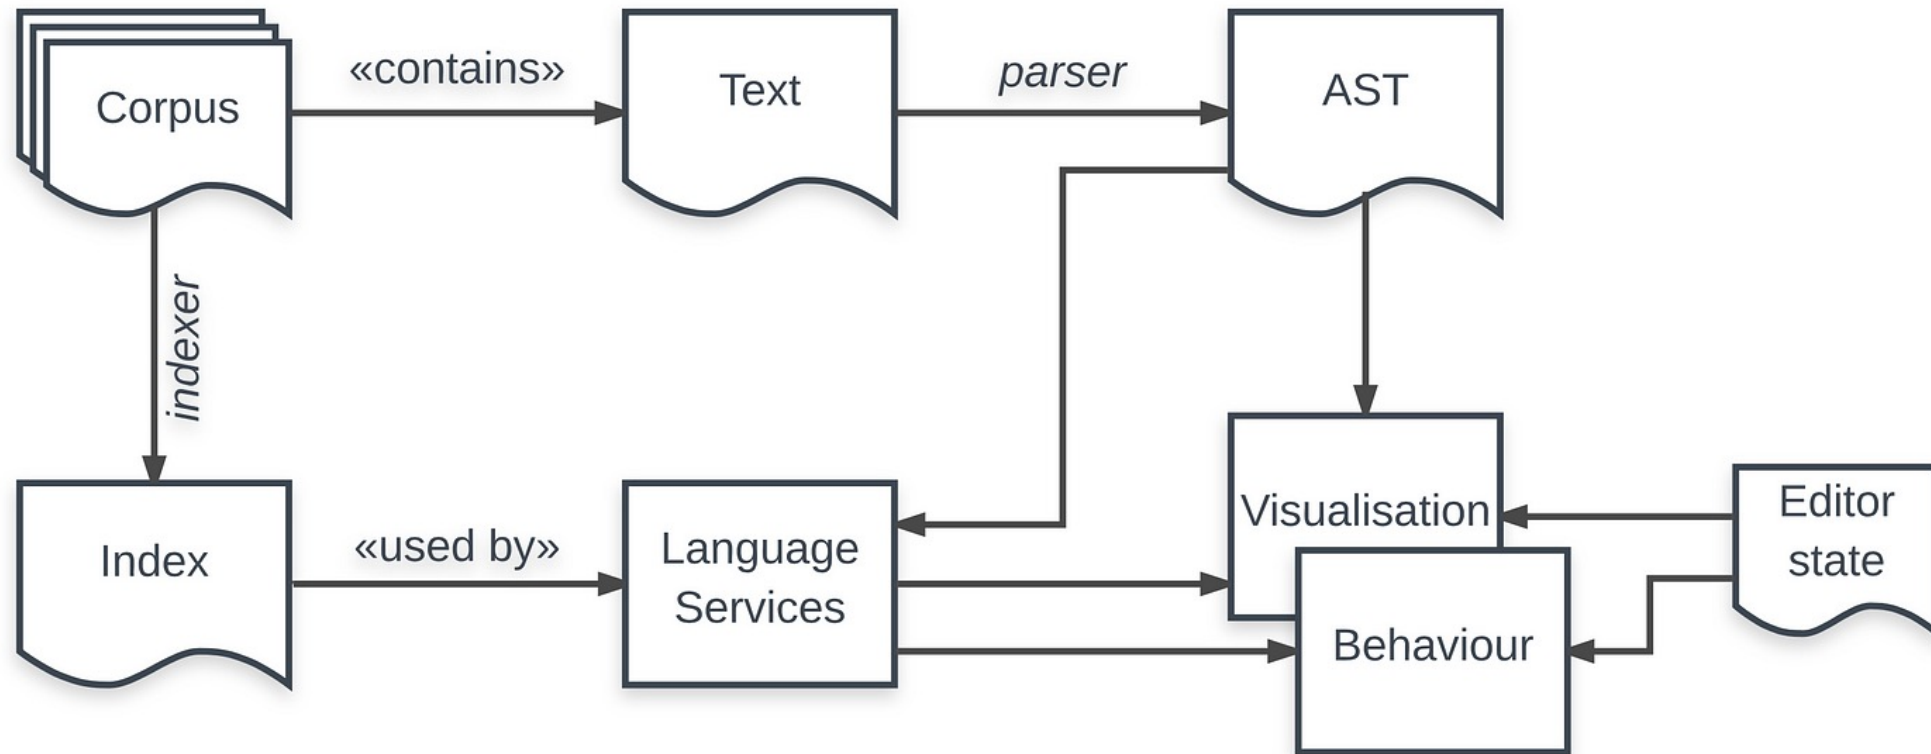 «contains»
Corpus
Text
parser
AST
indexer
Index
«used by»
Language
Services
Visualisation
Behaviour
Editor
state